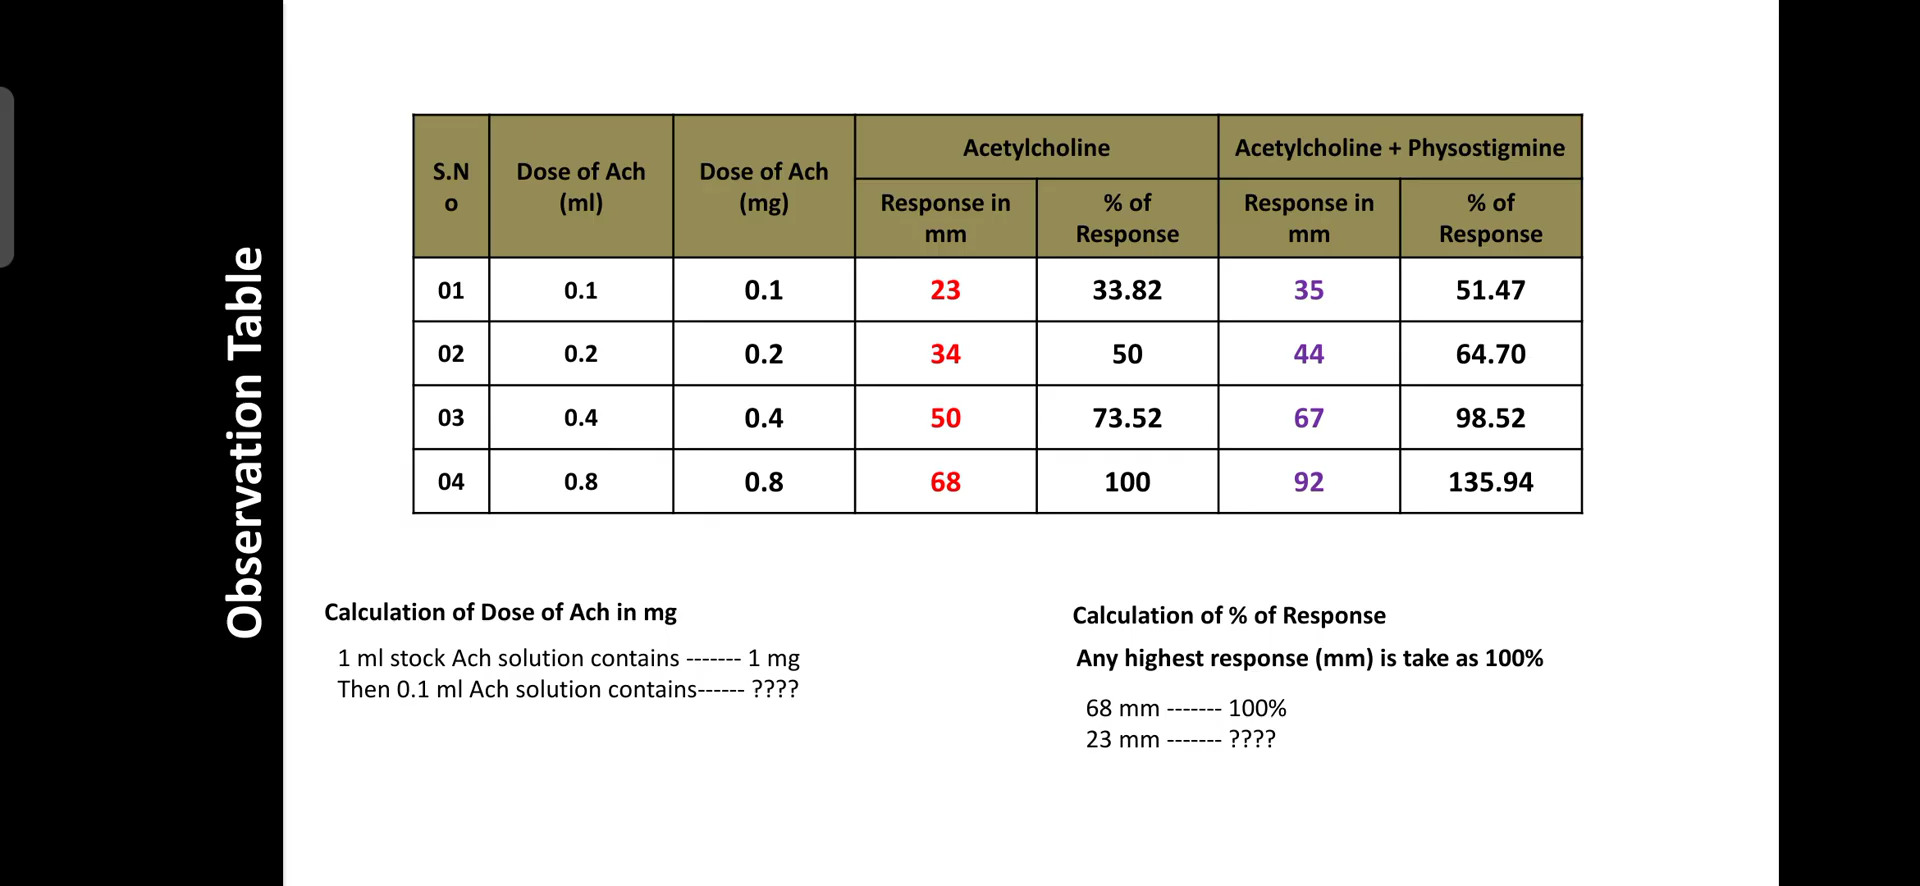 Observation Table
S.N
o
Dose of Ach
(ml)
Dose of Ach
(mg)
Acetylcholine
Acetylcholine + Physostigmine
Response in
mm
% of
Response
Response in
mm
% of
Response
01 0.1 0.1 23 33.82 35 51.47
02 0.2 0.2 34 50 44 64.70
03 0.4 0.4 50 73.52 67 98.52
04 0.8 0.8 68 100 92 135.94
Calculation of Dose of Ach in mg
1 ml stock Ach solution contains ------- 1 mg
Then 0.1 ml Ach solution contains------ ????
Calculation of % of Response
Any highest response (mm) is take as 100%
68 mm ------- 100%
23 mm ------- ????